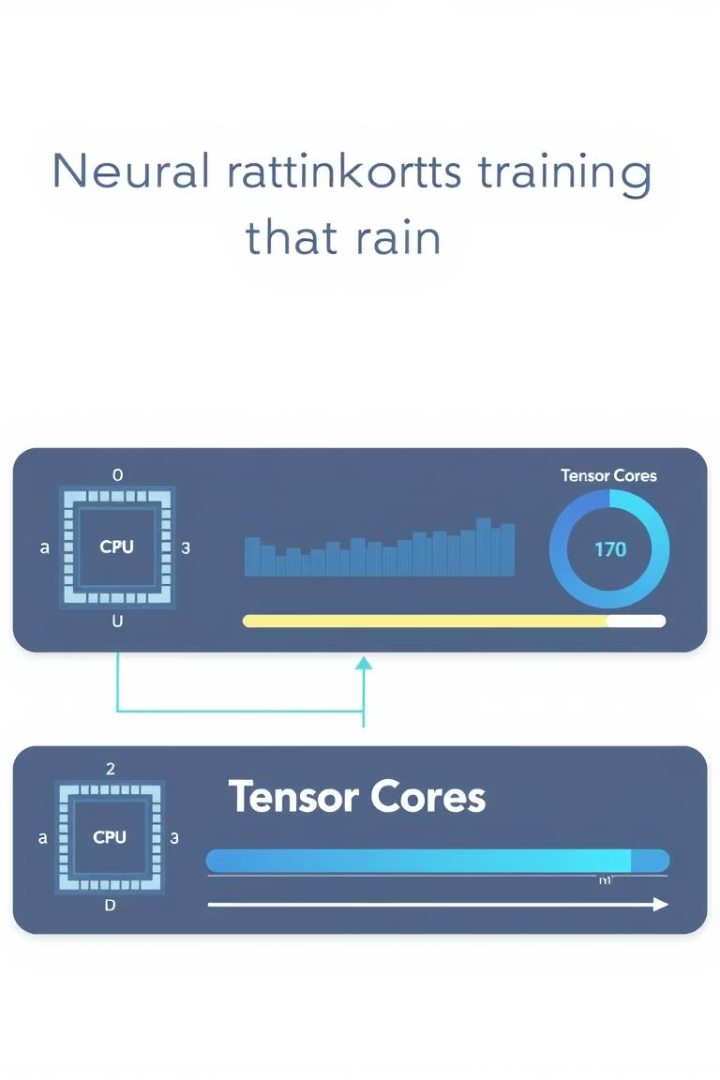 Neural rattinkortts training
that rain
Tensor Cores
0
a CPU 3
170
U
2
Tensor Cores
a CPU 3
D